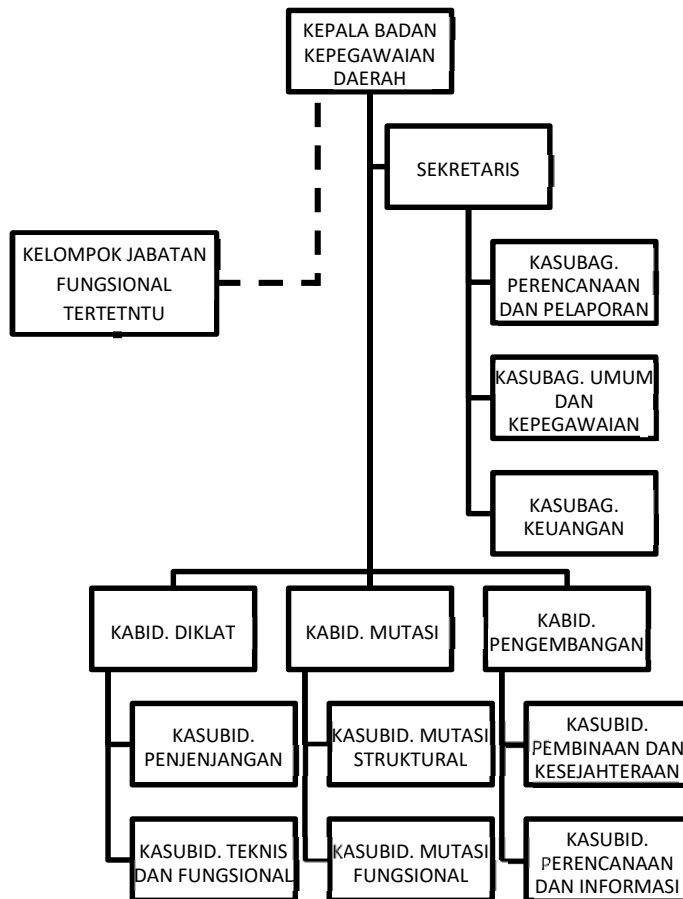 KEPALA BADAN
KEPEGAWAIAN
DAERAH
SEKRETARIS
KELOMPOK JABATAN
FUNGSIONAL
TERTETNTU
KASUBAG.
PERENCANAAN
DAN PELAPORAN
KASUBAG. UMUM
DAN
KEPEGAWAIAN
KASUBAG.
KEUANGAN
KABID. DIKLAT
KABID. MUTASI
KABID.
PENGEMBANGAN
KASUBID.
PENJENJANGAN
KASUBID. MUTASI
STRUKTURAL
KASUBID.
PEMBINAAN DAN
KESEJAHTERAAN
KASUBID. TEKNIS
DAN FUNGSIONAL
KASUBID. MUTASI
FUNGSIONAL
KASUBID.
PERENCANAAN
DAN INFORMASI